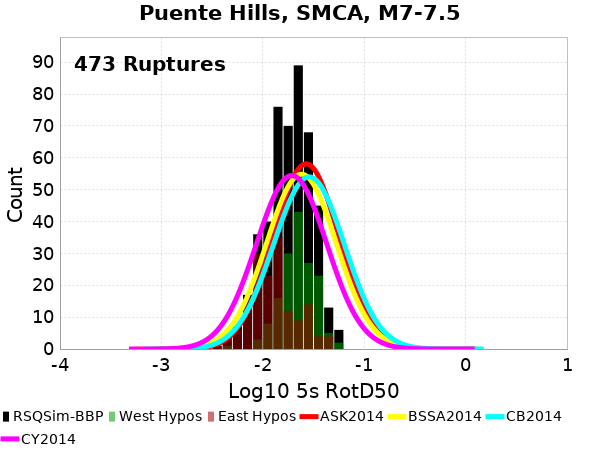 Puente Hills, SMCA, M7-7.5
473 Ruptures
Count
90
80
70
60
50
40
30
20
10
0
-4 -3 -2 -1 0 1
Log10 5s RotD50
RSQSim-BBP West Hypos East Hypos ASK2014 BSSA2014 CB2014
CY2014